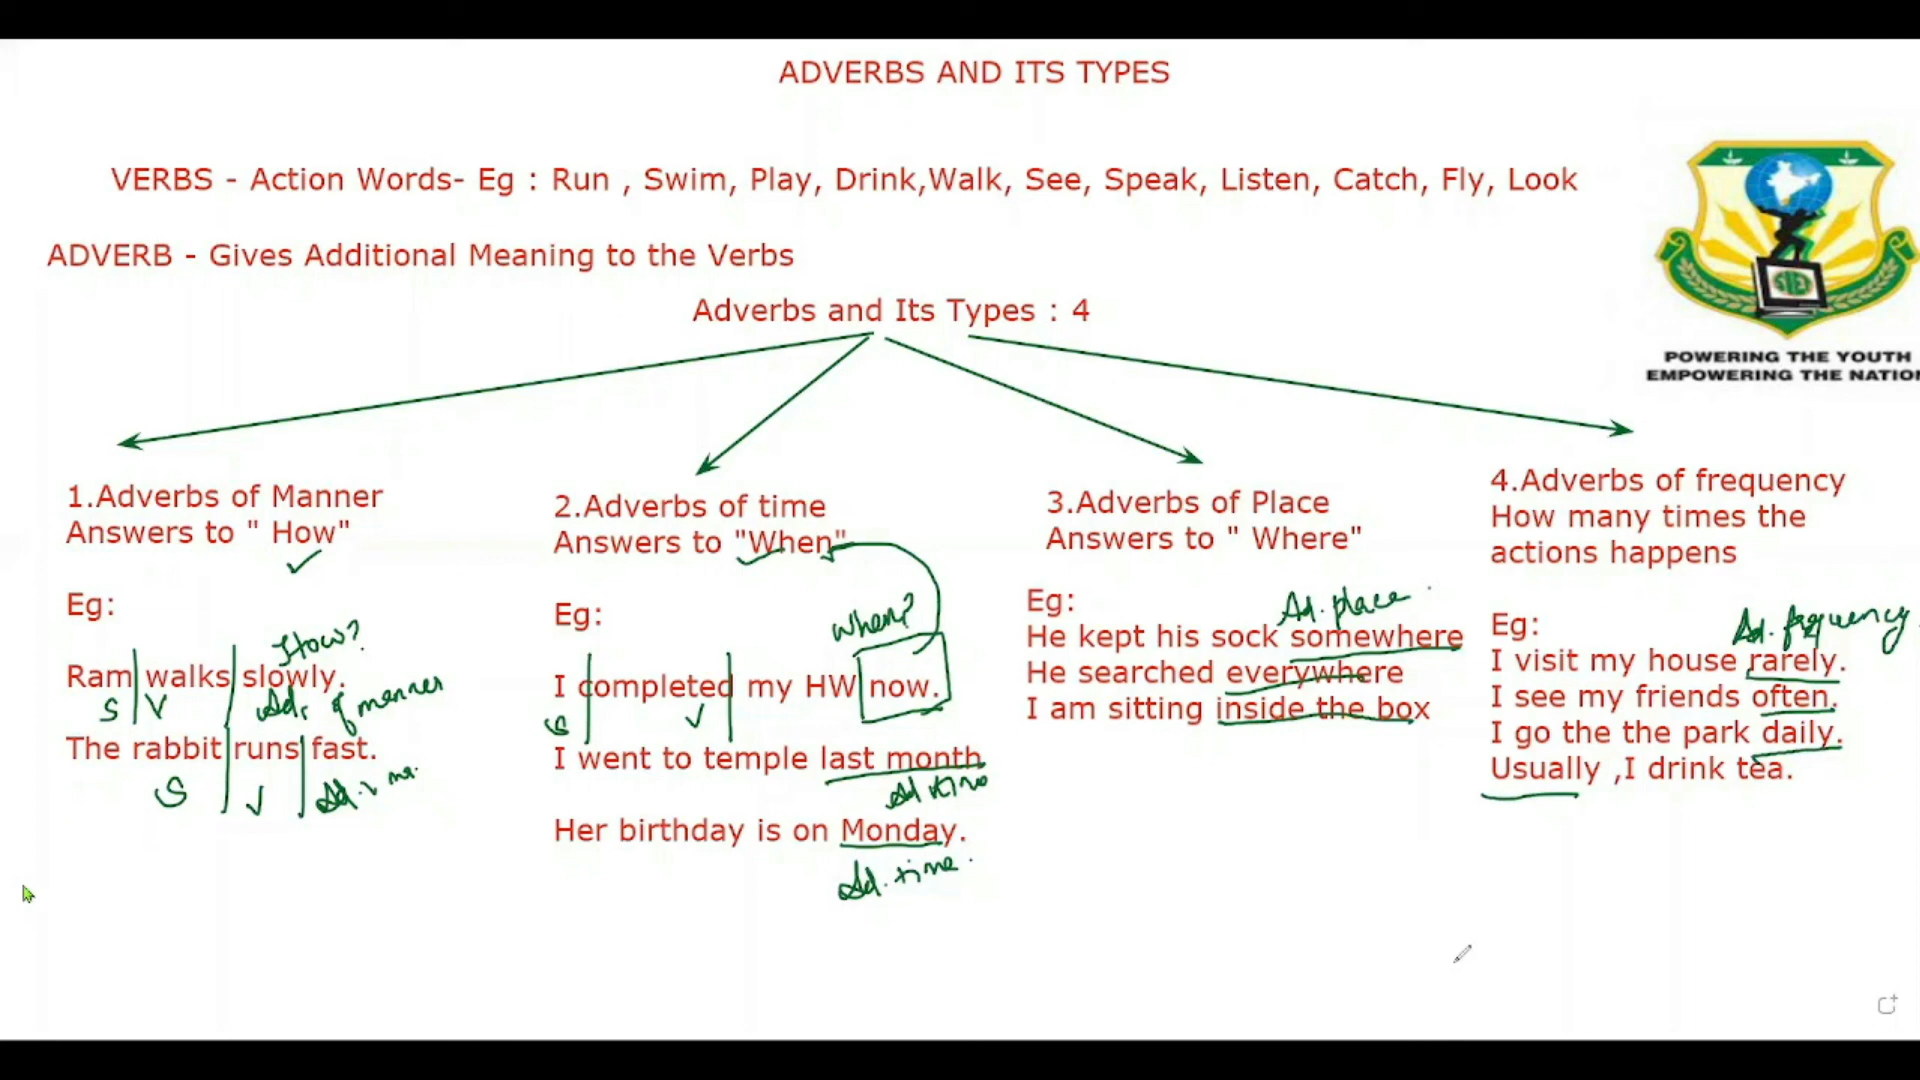 ADVERBS AND ITS TYPES
VERBS - Action Words- Eg : Run , Swim, Play, Drink,Walk, See, Speak, Listen, Catch, Fly, Look
ADVERB - Gives Additional Meaning to the Verbs
Adverbs and Its Types : 4
POWERING THE YOUTH
EMPOWERING THE NATION
1.Adverbs of Manner
Answers to " How"
Eg:
How?
Ram walks slowly.
S V Ad. of manner
The rabbit runs fast.
S V Ad.
2.Adverbs of time
Answers to "When"
Eg:
When?
I completed my HW now.
S V
I went to temple last month
Ad time
Her birthday is on Monday.
Ad. time.
3.Adverbs of Place
Answers to " Where"
Eg:
Ad. place
He kept his sock somewhere
He searched everywhere
I am sitting inside the box
4.Adverbs of frequency
How many times the
actions happens
Eg:
Ad. frequency
I visit my house rarely.
I see my friends often.
I go the the park daily.
Usually ,I drink tea.